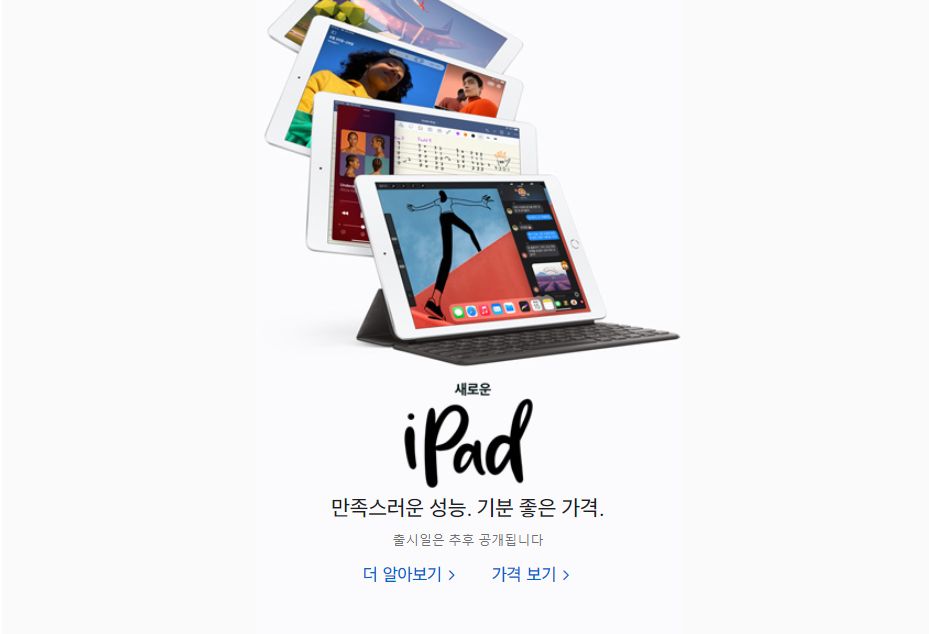 새로운
iPad
만족스러운 성능. 기분 좋은 가격.
출시일은 추후 공개됩니다
더 알아보기 >
가격 보기 >